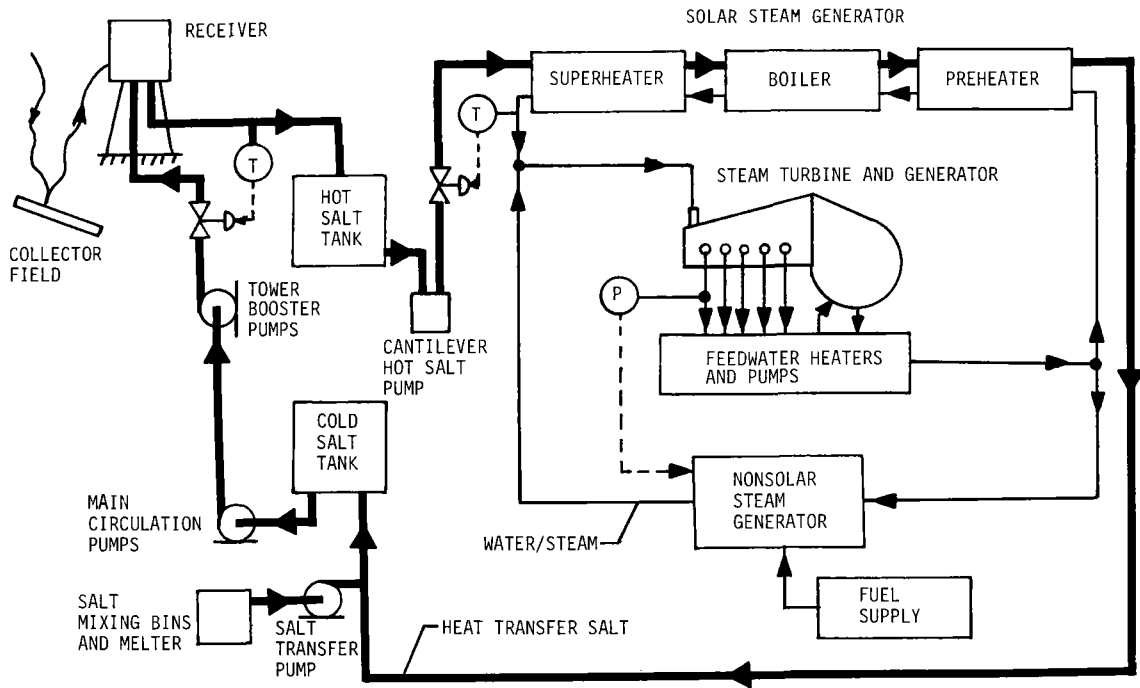 SOLAR STEAM GENERATOR
RECEIVER
SUPERHEATER
BOILER
PREHEATER
T
T
HOT
SALT
TANK
STEAM TURBINE AND GENERATOR
COLLECTOR
FIELD
TOWER
BOOSTER
PUMPS
P
CANTILEVER
HOT SALT
PUMP
FEEDWATER HEATERS
AND PUMPS
COLD
SALT
TANK
MAIN
CIRCULATION
PUMPS
NONSOLAR
STEAM
GENERATOR
WATER/STEAM
SALT
MIXING BINS
AND MELTER
SALT
TRANSFER
PUMP
HEAT TRANSFER SALT
FUEL
SUPPLY